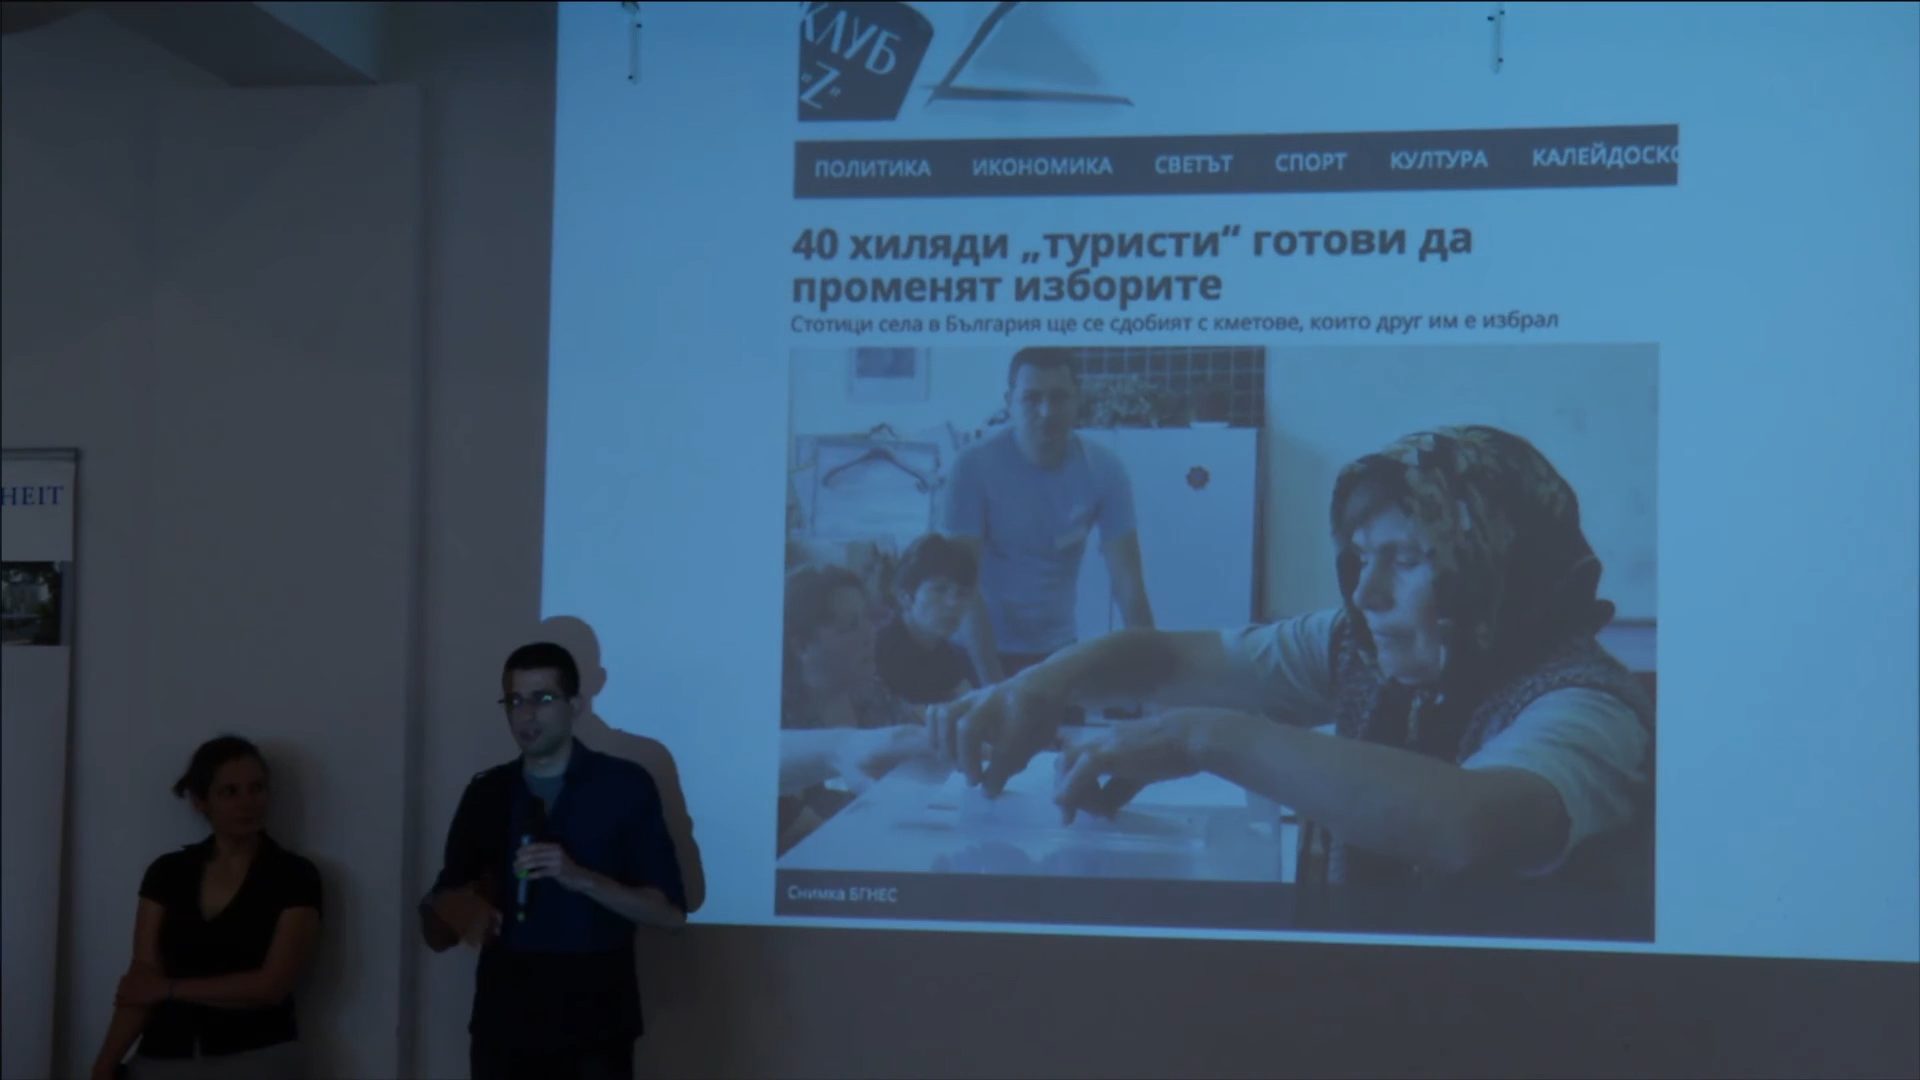 КЛУБ
"Z"
ПОЛИТИКА ИКОНОМИКА СВЕТЪТ СПОРТ КУЛТУРА КАЛЕЙДОСКО
40 хиляди „туристи“ готови да
променят изборите
Стотици села в България ще се сдобият с кметове, които друг им е избрал
HEIT
Снимка БГНЕС